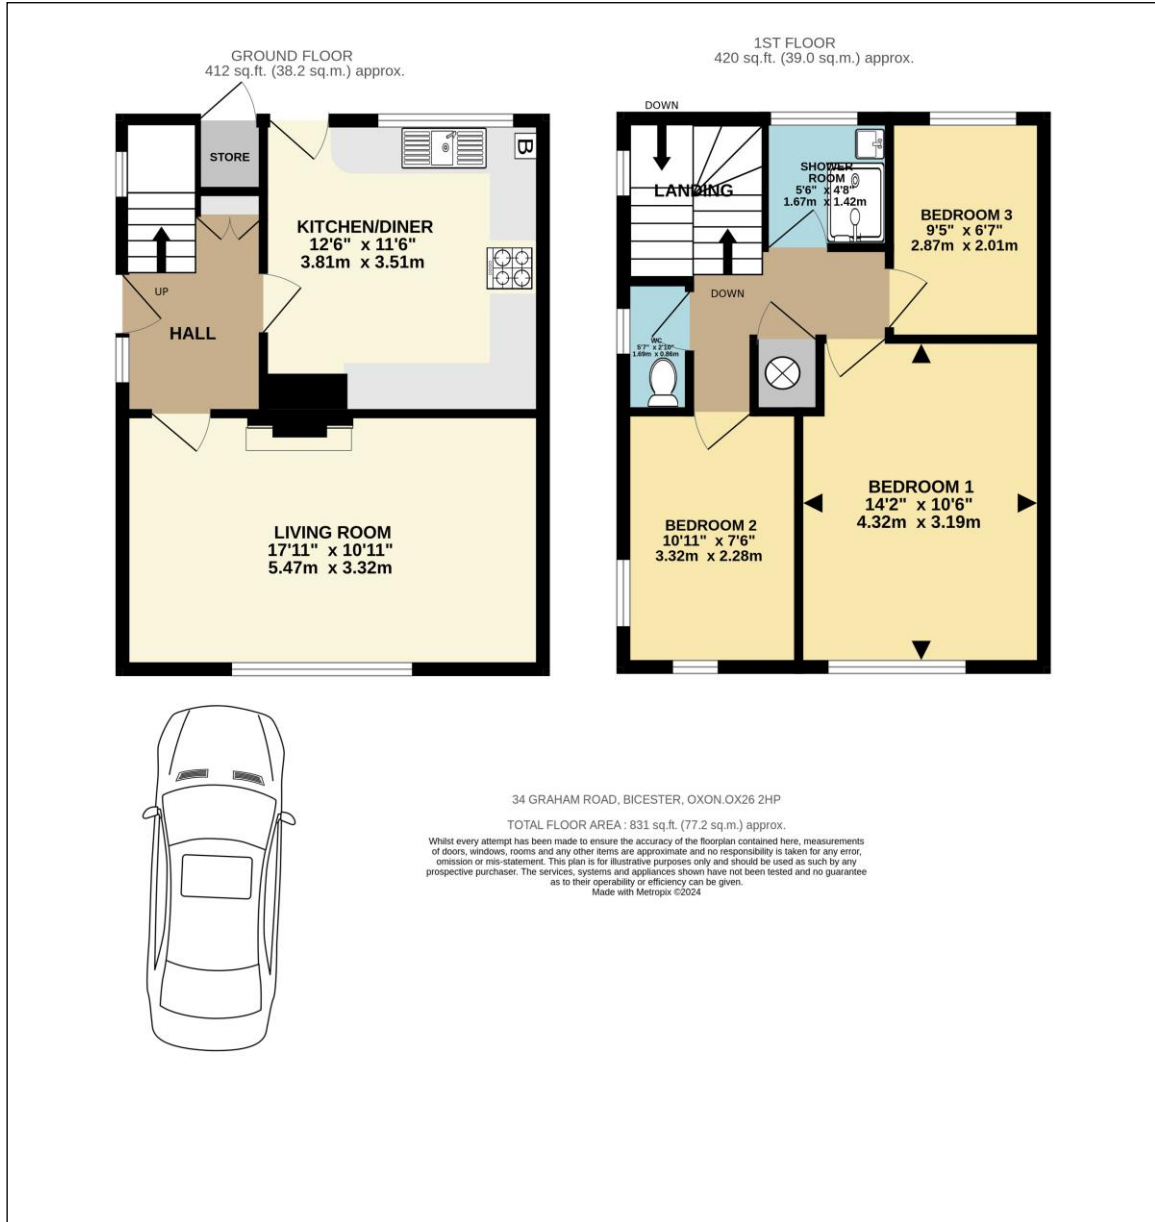 GROUND FLOOR
412 sq.ft. (38.2 sq.m.) approx.
STORE
B
KITCHEN/DINER
12'6" x 11'6"
3.81m x 3.51m
UP
HALL
LIVING ROOM
17'11" x 10'11"
5.47m x 3.32m
1ST FLOOR
420 sq.ft. (39.0 sq.m.) approx.
DOWN
LANDING
SHOWER
ROOM
5'6" x 4'8"
1.67m x 1.42m
BEDROOM 3
9'5" x 6'7"
2.87m x 2.01m
DOWN
WC
5'7" x 2'10"
1.69m x 0.86m
BEDROOM 1
14'2" x 10'6"
4.32m x 3.19m
BEDROOM 2
10'11" x 7'6"
3.32m x 2.28m
34 GRAHAM ROAD, BICESTER, OXON.OX26 2HP
TOTAL FLOOR AREA : 831 sq.ft. (77.2 sq.m.) approx.
Whilst every attempt has been made to ensure the accuracy of the floorplan contained here, measurements
of doors, windows, rooms and any other items are approximate and no responsibility is taken for any error,
omission or mis-statement. This plan is for illustrative purposes only and should be used as such by any
prospective purchaser. The services, systems and appliances shown have not been tested and no guarantee
as to their operability or efficiency can be given.
Made with Metropix ©2024